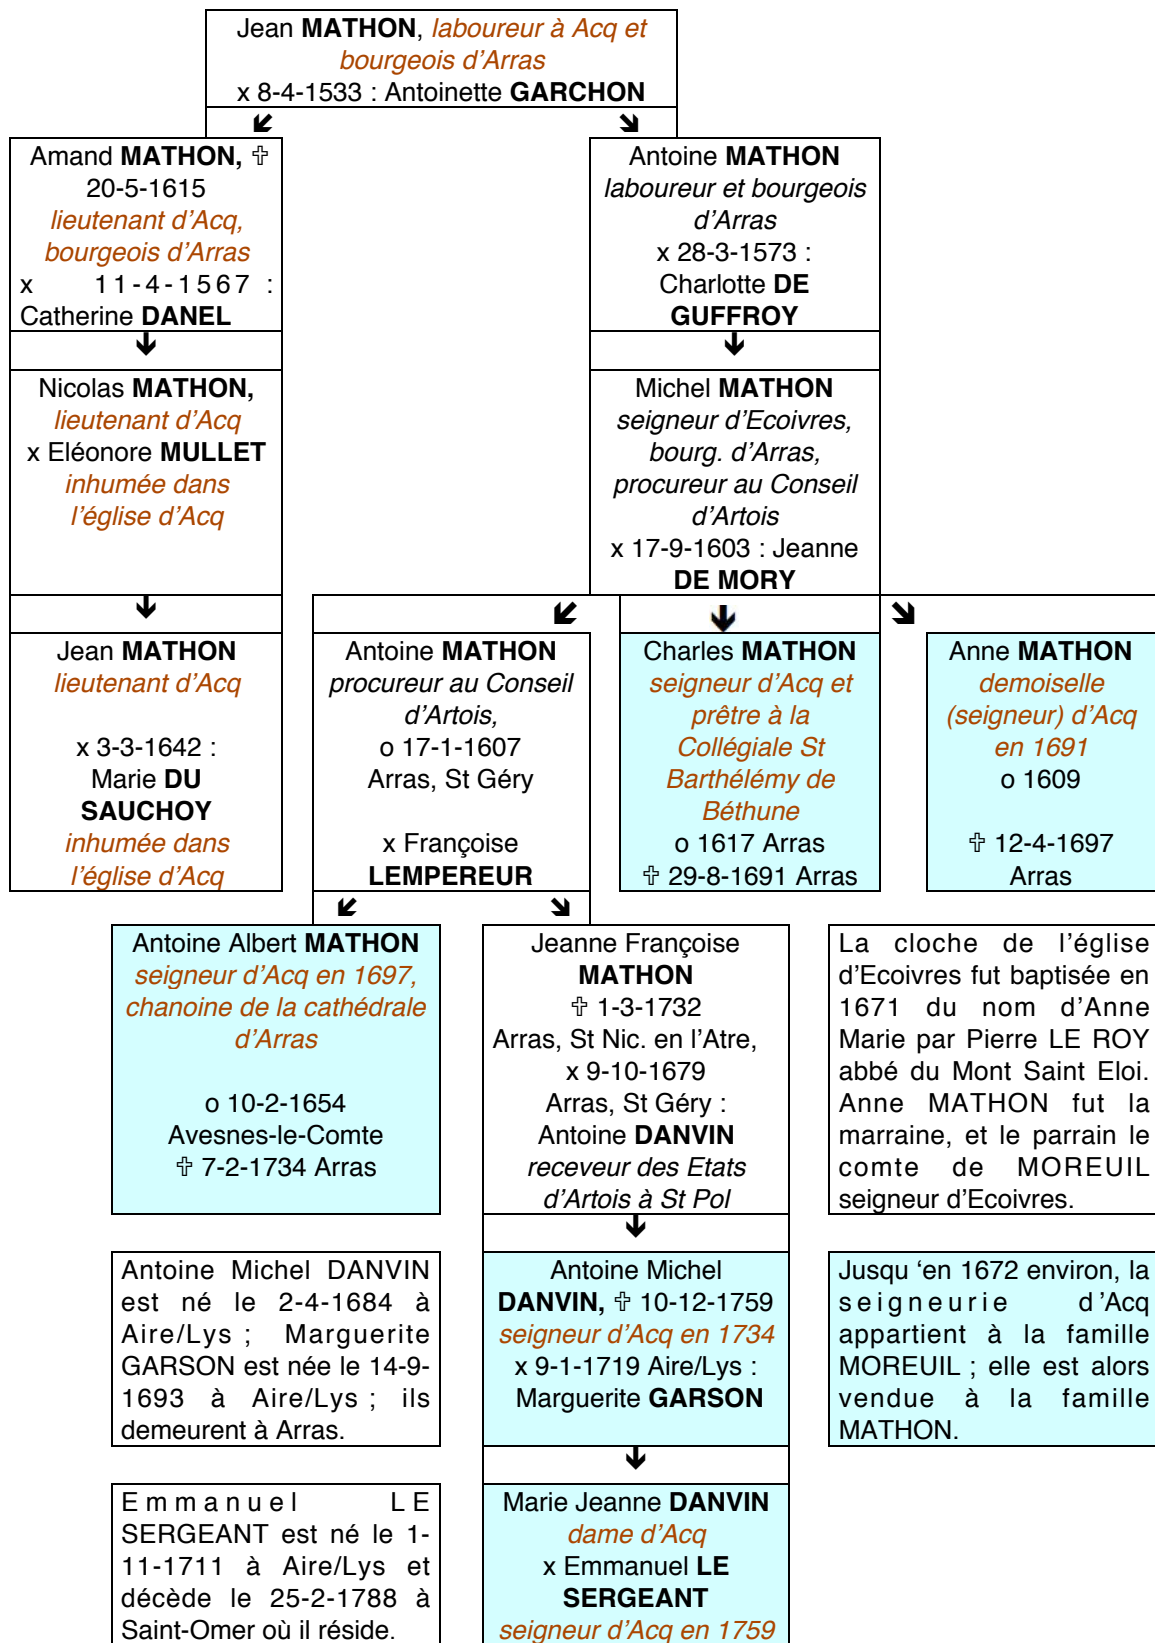 Jean MATHON, laboureur à Acq et
bourgeois d’Arras
x 8-4-1533 : Antoinette GARCHON
Amand MATHON, ✞
20-5-1615
lieutenant d’Acq,
bourgeois d’Arras
x 11-4-1567 :
Catherine DANEL
Antoine MATHON
laboureur et bourgeois
d’Arras
x 28-3-1573 :
Charlotte DE
GUFFROY
Nicolas MATHON,
lieutenant d’Acq
x Eléonore MULLET
inhumée dans
l’église d’Acq
Michel MATHON
seigneur d’Ecoivres,
bourg. d’Arras,
procureur au Conseil
d’Artois
x 17-9-1603 : Jeanne
DE MORY
Jean MATHON
lieutenant d’Acq
x 3-3-1642 :
Marie DU
SAUCHOY
inhumée dans
l’église d’Acq
Antoine MATHON
procureur au Conseil
d’Artois,
o 17-1-1607
Arras, St Géry
x Françoise
LEMPEREUR
Charles MATHON
seigneur d’Acq et
prêtre à la
Collégiale St
Barthélémy de
Béthune
o 1617 Arras
✞ 29-8-1691 Arras
Anne MATHON
demoiselle
(seigneur) d’Acq
en 1691
o 1609
✞ 12-4-1697
Arras
Antoine Albert MATHON
seigneur d’Acq en 1697,
chanoine de la cathédrale
d’Arras
o 10-2-1654
Avesnes-le-Comte
✞ 7-2-1734 Arras
Jeanne Françoise
MATHON
✞ 1-3-1732
Arras, St Nic. en l’Atre,
x 9-10-1679
Arras, St Géry :
Antoine DANVIN
receveur des Etats
d’Artois à St Pol
La cloche de l’église
d’Ecoivres fut baptisée en
1671 du nom d’Anne
Marie par Pierre LE ROY
abbé du Mont Saint Eloi.
Anne MATHON fut la
marraine, et le parrain le
comte de MOREUIL
seigneur d’Ecoivres.
Antoine Michel DANVIN
est né le 2-4-1684 à
Aire/Lys ; Marguerite
GARSON est née le 14-9-
1693 à Aire/Lys ; ils
demeurent à Arras.
Antoine Michel
DANVIN, ✞ 10-12-1759
seigneur d’Acq en 1734
x 9-1-1719 Aire/Lys :
Marguerite GARSON
Jusqu ‘en 1672 environ, la
seigneurie d’Acq
appartient à la famille
MOREUIL ; elle est alors
vendue à la famille
MATHON.
Emmanuel LE
SERGEANT est né le 1-
11-1711 à Aire/Lys et
décède le 25-2-1788 à
Saint-Omer où il réside.
Marie Jeanne DANVIN
dame d’Acq
x Emmanuel LE
SERGEANT
seigneur d’Acq en 1759